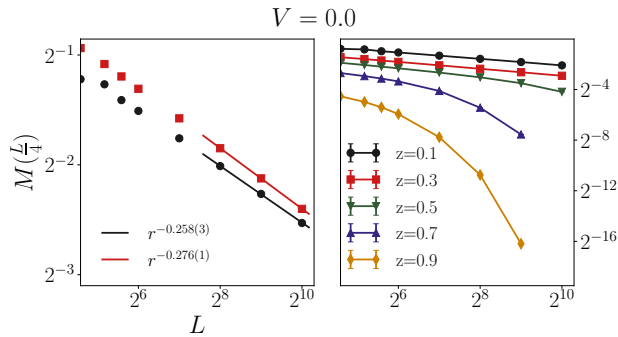 V = 0.0
M(L/4)
2^{-1}
2^{-2}
2^{-3}
r^{-0.258(3)}
r^{-0.276(1)}
2^6
2^8
2^{10}
L
z=0.1
z=0.3
z=0.5
z=0.7
z=0.9
2^{-4}
2^{-8}
2^{-12}
2^{-16}
2^6
2^8
2^{10}